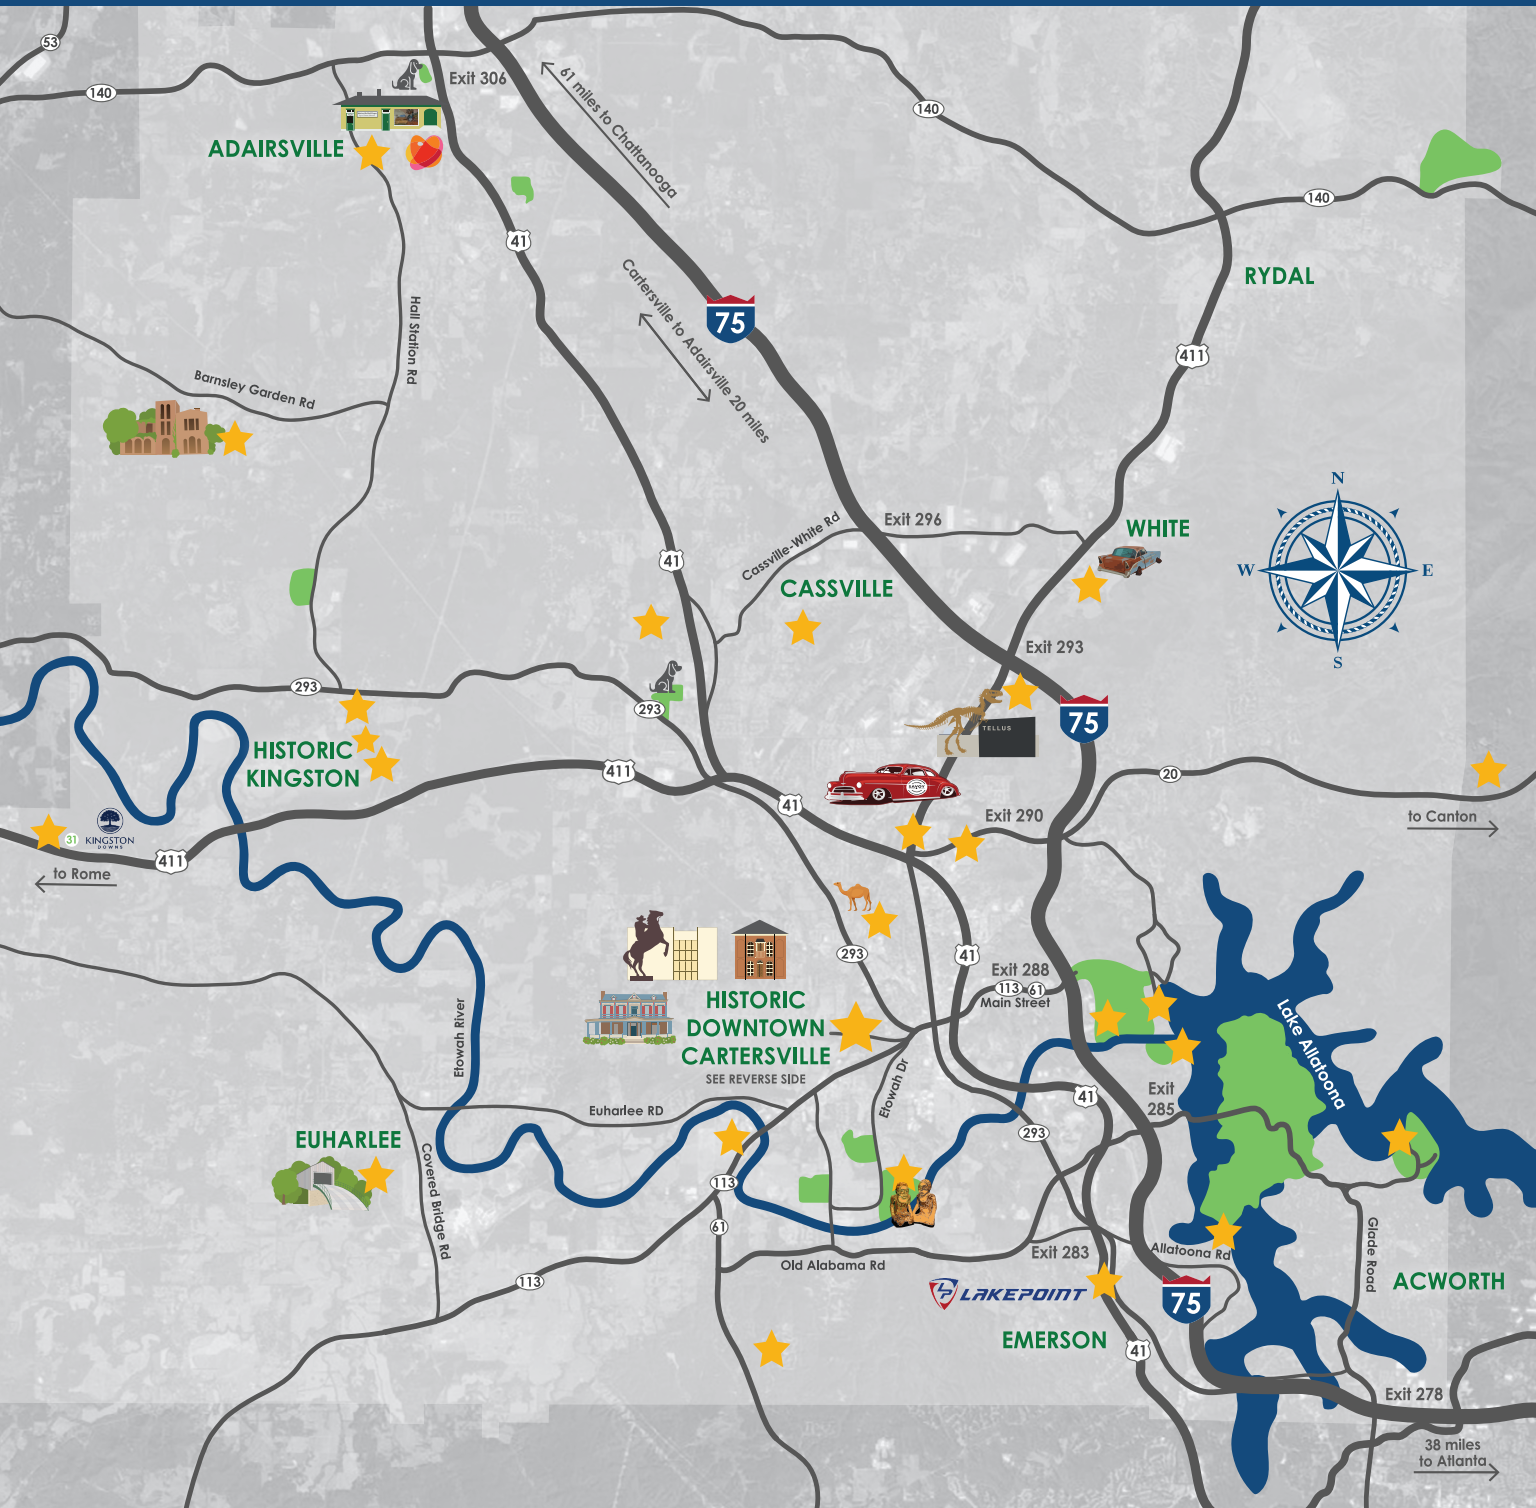 53
140
Exit 306
61 miles to Chattanooga
140
ADAIRSVILLE
140
41
RYDAL
Cartersville to Adairsville 20 miles
75
Hall Station Rd
411
Barnsley Garden Rd
N
W
E
S
Exit 296
WHITE
Cassville-White Rd
41
CASSVILLE
Exit 293
293
293
75
TELLUS
HISTORIC
KINGSTON
411
20
41
Exit 290
to Canton
31
KINGSTON
DOWNS
411
to Rome
293
41
Exit 288
113
61
Main Street
HISTORIC
DOWNTOWN
CARTERSVILLE
SEE REVERSE SIDE
Etowah River
Lake Allatoona
Etowah Dr
Exit
285
41
Euharlee RD
293
EUHARLEE
Covered Bridge Rd
113
61
Old Alabama Rd
Exit 283
Allatoona Rd
Glade Road
113
LP LAKEPOINT
75
ACWORTH
EMERSON
41
Exit 278
38 miles
to Atlanta